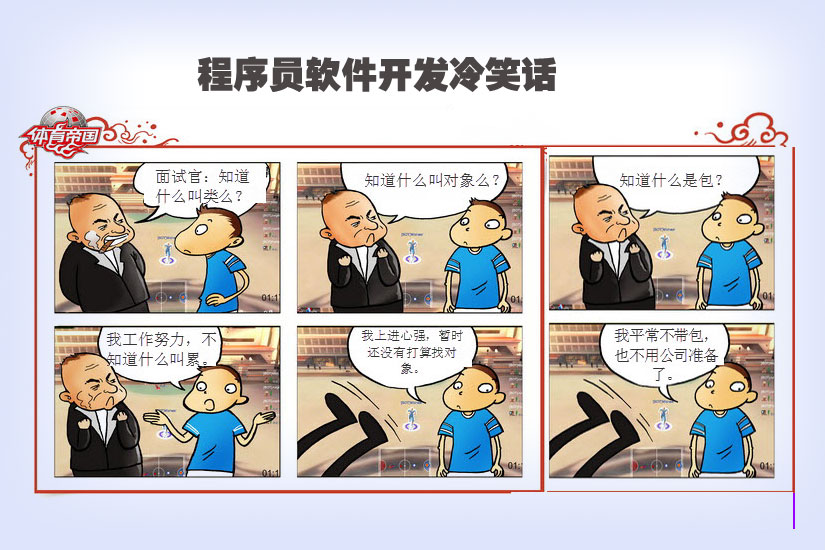 程序员软件开发冷笑话
体育帝国
面试官：知道
什么叫类么？
我工作努力，不
知道什么叫累。
知道什么叫对象么？
我上进心强，暂时
还没有打算找对
象。
知道什么是包？
我平常不带包，
也不用公司准备
了。